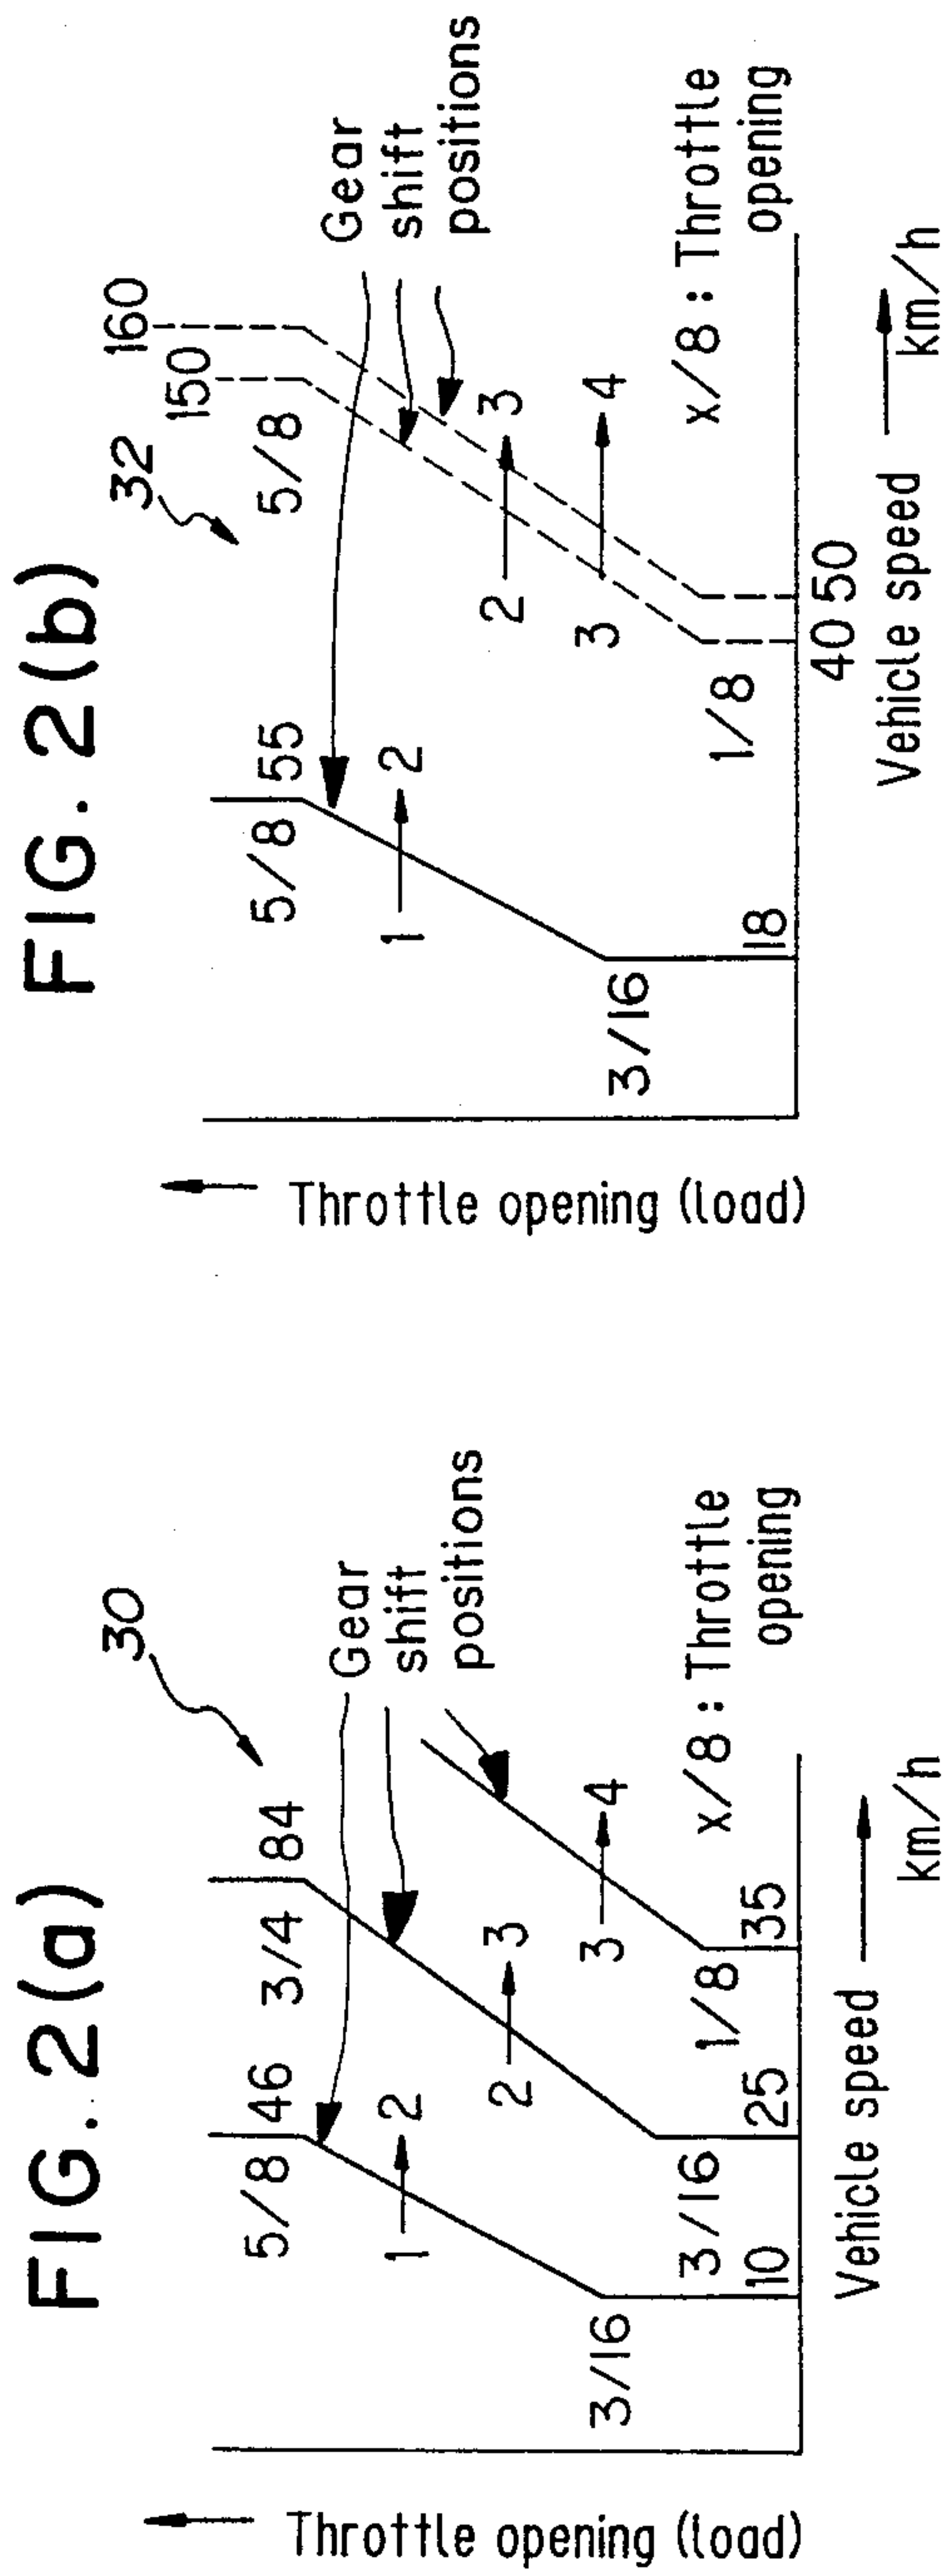 FIG. 2(a)
30
Throttle opening (load)
5/8
46
3/4
84
Gear
shift
positions
1
2
2
3
3
4
3/16
3/16
1/8
x/8 : Throttle
opening
10
25
35
Vehicle speed
km/h
FIG. 2(b)
32
Throttle opening (load)
5/8
55
5/8
150
160
Gear
shift
positions
1
2
2
3
3
4
3/16
1/8
x/8 : Throttle
opening
18
40
50
Vehicle speed
km/h